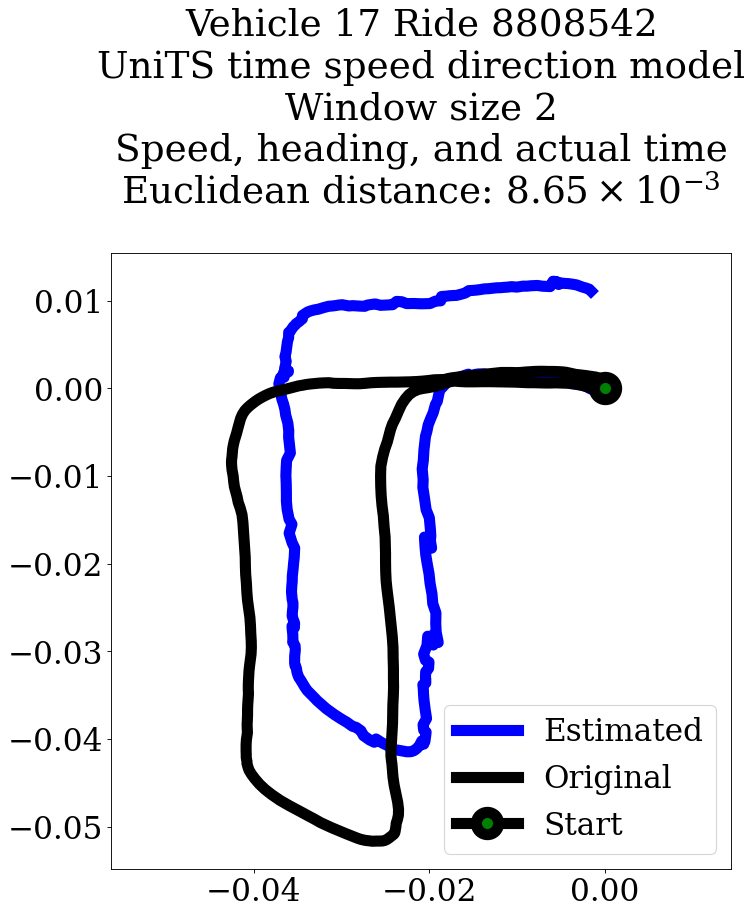 Vehicle 17 Ride 8808542
UniTS time speed direction model
Window size 2
Speed, heading, and actual time
Euclidean distance: 8.65 × 10⁻³
0.01
0.00
−0.01
−0.02
−0.03
−0.04
−0.05
Estimated
Original
Start
−0.04
−0.02
0.00